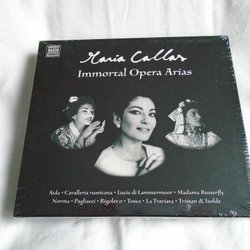 Maria Callas
Immortal Opera Arias
Aida • Cavalleria rusticana • Lucia di Lammermoor • Madama Butterfly
Norma • Pagliacci • Rigoletto • Tosca • La Traviata • Tristan & Isolde